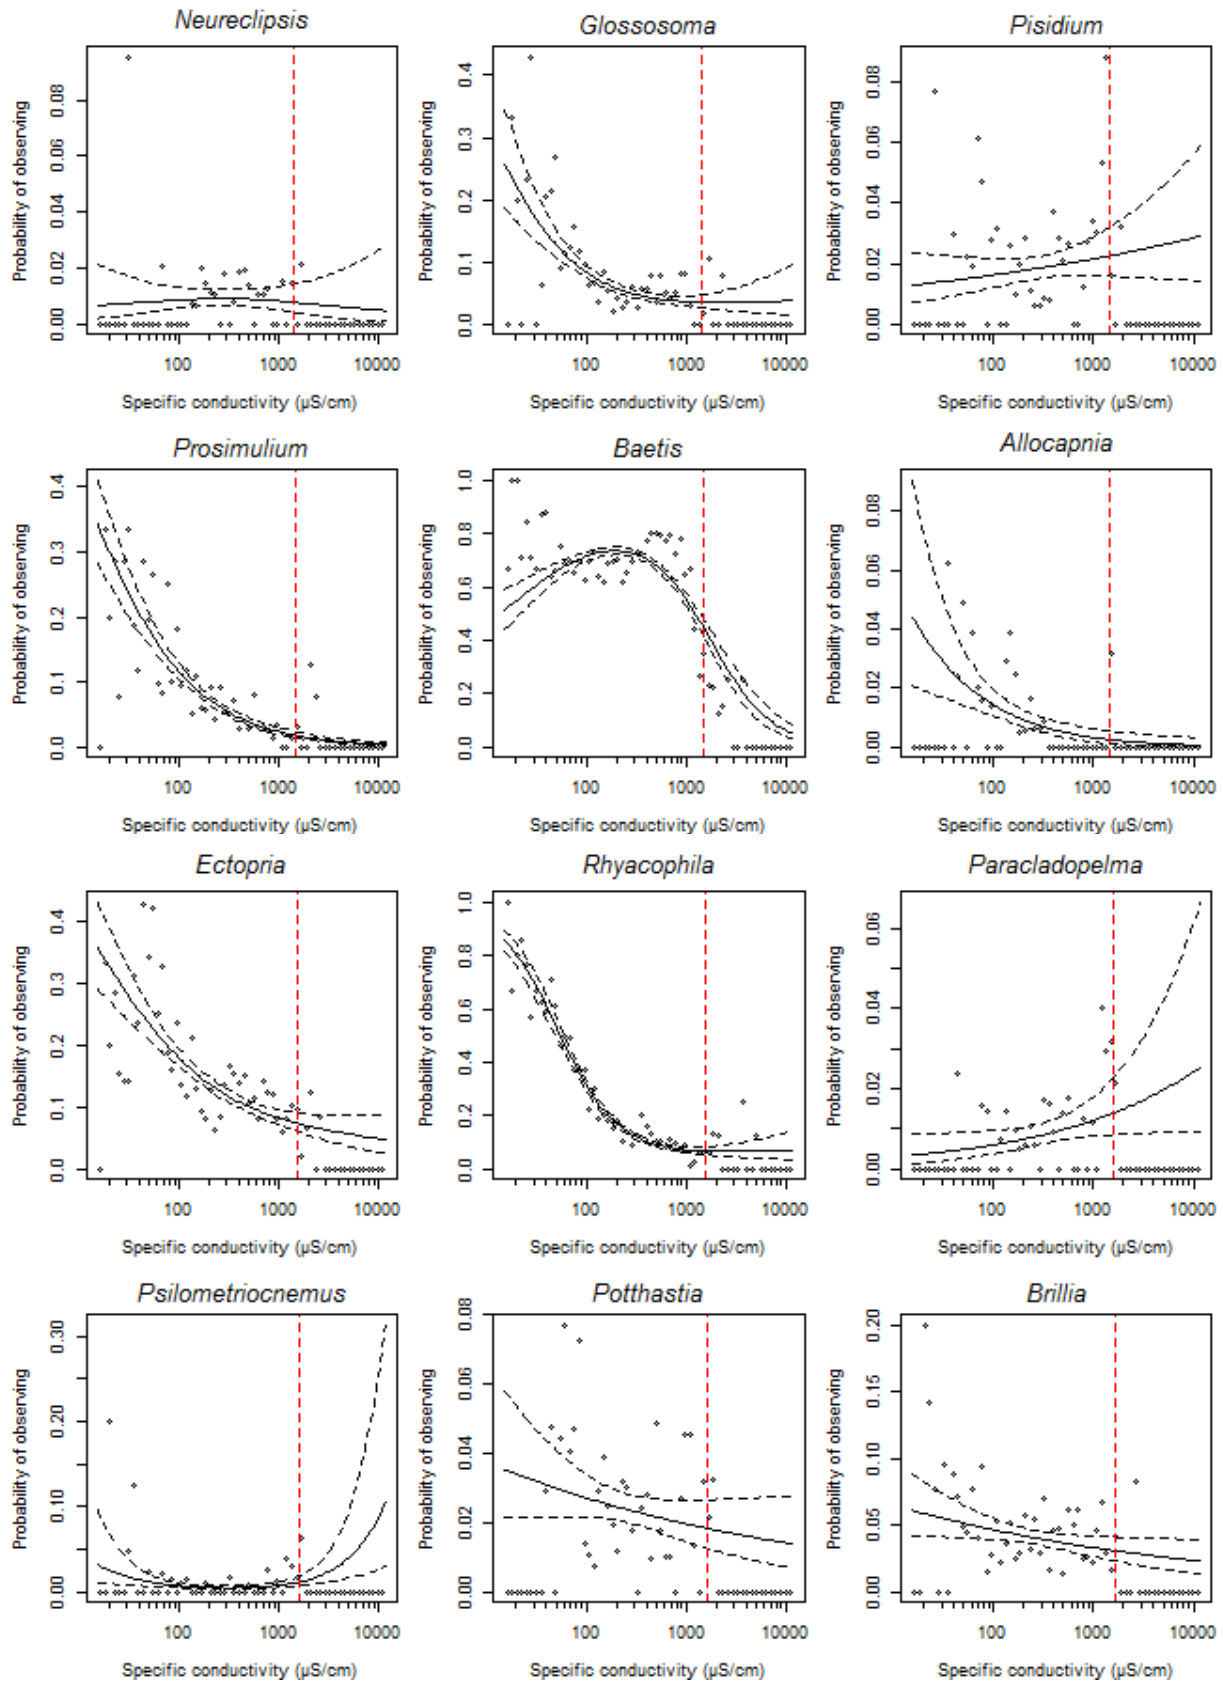 Neureclipsis
Probability of observing
0.08
0.06
0.04
0.02
0.00
100 1000 10000
Specific conductivity (µS/cm)
Glossosoma
Probability of observing
0.4
0.3
0.2
0.1
0.0
100 1000 10000
Specific conductivity (µS/cm)
Pisidium
Probability of observing
0.08
0.06
0.04
0.02
0.00
100 1000 10000
Specific conductivity (µS/cm)
Prosimulium
Probability of observing
0.4
0.3
0.2
0.1
0.0
100 1000 10000
Specific conductivity (µS/cm)
Baetis
Probability of observing
1.0
0.8
0.6
0.4
0.2
0.0
100 1000 10000
Specific conductivity (µS/cm)
Allocapnia
Probability of observing
0.08
0.06
0.04
0.02
0.00
100 1000 10000
Specific conductivity (µS/cm)
Ectopria
Probability of observing
0.4
0.3
0.2
0.1
0.0
100 1000 10000
Specific conductivity (µS/cm)
Rhyacophila
Probability of observing
1.0
0.8
0.6
0.4
0.2
0.0
100 1000 10000
Specific conductivity (µS/cm)
Paracladopelma
Probability of observing
0.06
0.04
0.02
0.00
100 1000 10000
Specific conductivity (µS/cm)
Psilometriocnemus
Probability of observing
0.30
0.20
0.10
0.00
100 1000 10000
Specific conductivity (µS/cm)
Potthastia
Probability of observing
0.08
0.06
0.04
0.02
0.00
100 1000 10000
Specific conductivity (µS/cm)
Brillia
Probability of observing
0.20
0.15
0.10
0.05
0.00
100 1000 10000
Specific conductivity (µS/cm)